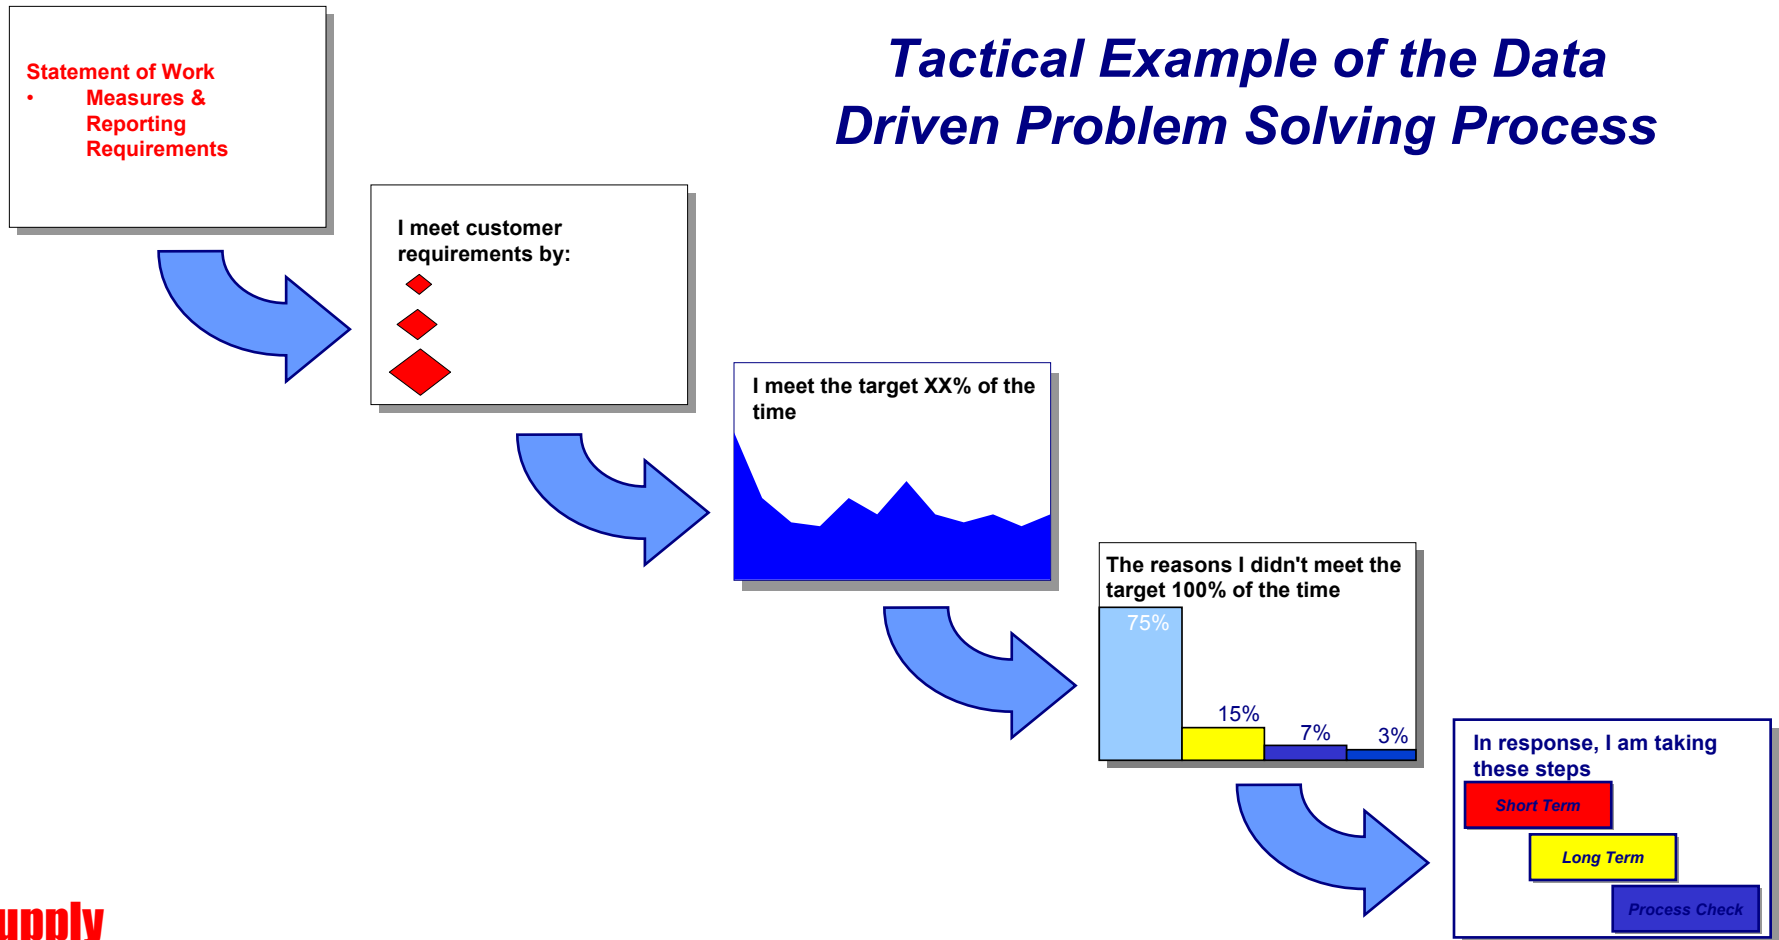 Tactical Example of the Data
Driven Problem Solving Process
Statement of Work
• Measures &
Reporting
Requirements
I meet customer
requirements by:
I meet the target XX% of the
time
The reasons I didn't meet the
target 100% of the time
75%
15%
7%
3%
In response, I am taking
these steps
Short Term
Long Term
Process Check
upply